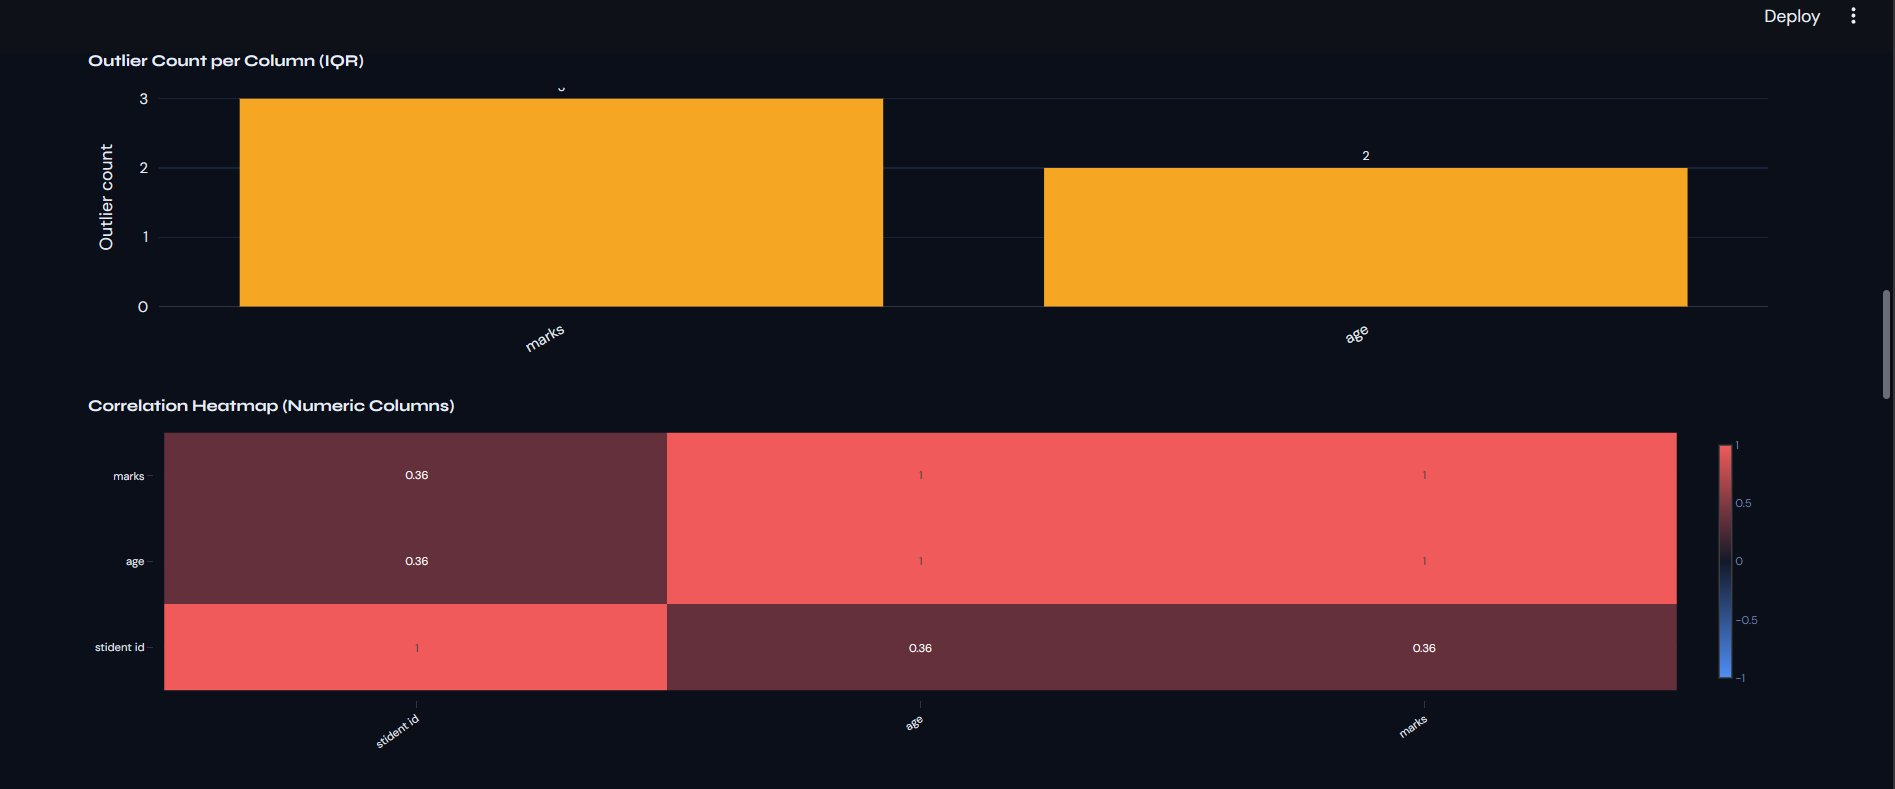 Deploy
Outlier Count per Column (IQR)
3
2
2
1
0
Outlier count
marks
age
Correlation Heatmap (Numeric Columns)
marks
0.36
1
1
age
0.36
1
1
stident id
1
0.36
0.36
stident id
age
marks
1
0.5
0
-0.5
-1